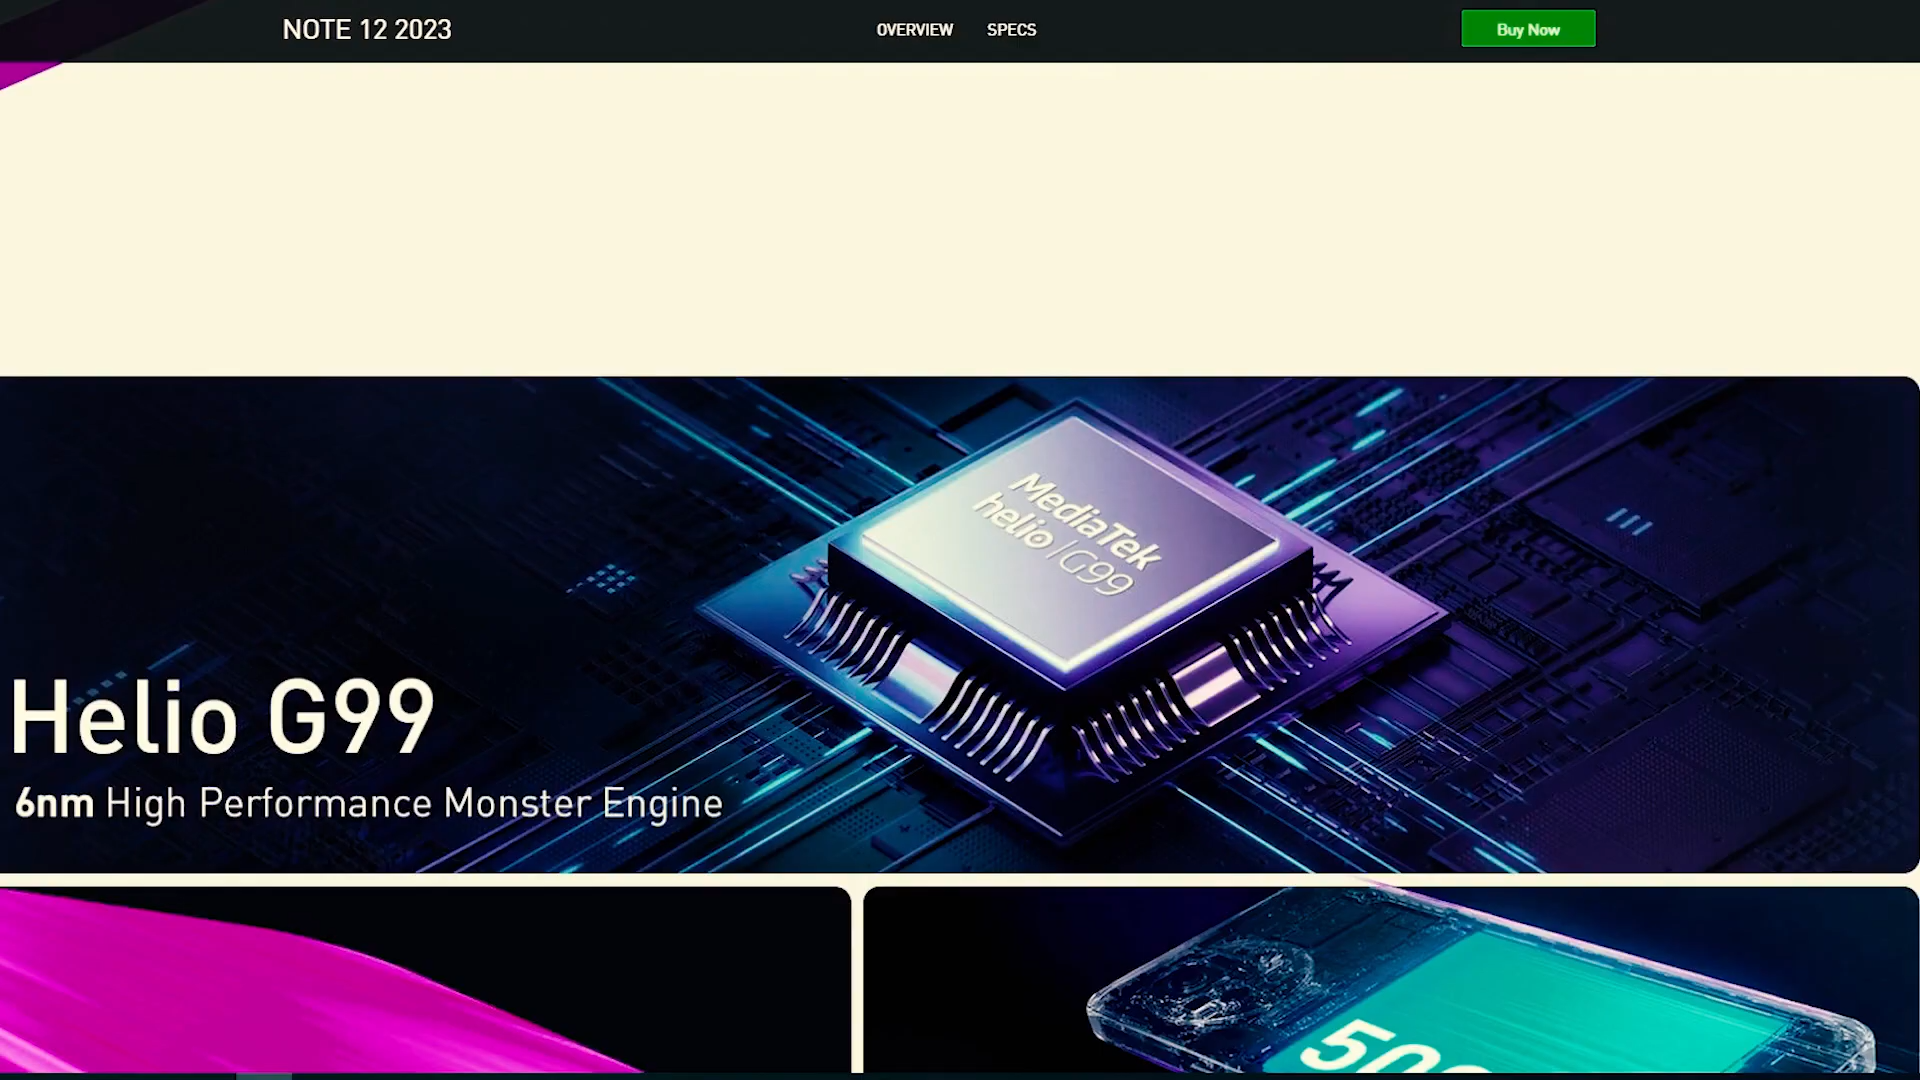 NOTE 12 2023
OVERVIEW SPECS
Buy Now
MediaTek
helio G99
Helio G99
6nm High Performance Monster Engine